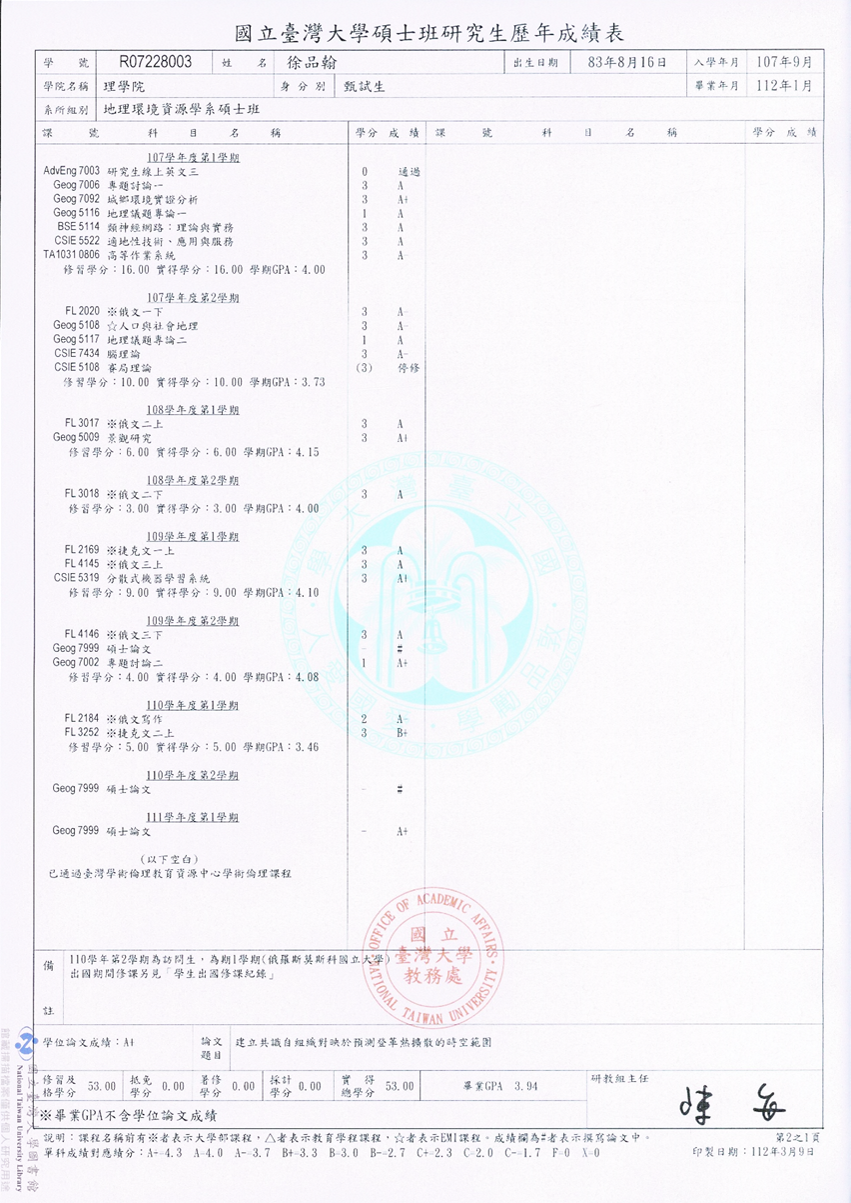 國立臺灣大學碩士班研究生歷年成績表
學號 R07228003 姓名 徐品翰 出生日期 83年8月16日 入學年月 107年9月
學院名稱 理學院 身分別 甄試生 畢業年月 112年1月
系所組別 地理環境資源學系碩士班
課號 科目名稱 學分 成績 課號 科目名稱 學分 成績
107學年度第1學期
AdvEng 7003 研究生線上英文三 0 通過
Geog 7006 專題討論一 3 A
Geog 7092 城鄉環境實證分析 3 A+
Geog 5116 地理議題專論一 1 A
BSE 5114 類神經網路：理論與實務 3 A
CSIE 5522 適地性技術、應用與服務 3 A
TA1031 0806 高等作業系統 3 A-
修習學分：16.00 實得學分：16.00 學期GPA：4.00
107學年度第2學期
FL 2020 ※俄文一下 3 A-
Geog 5108 ☆人口與社會地理 3 A-
Geog 5117 地理議題專論二 1 A
CSIE 7434 腦理論 3 A-
CSIE 5108 賽局理論 (3) 停修
修習學分：10.00 實得學分：10.00 學期GPA：3.73
108學年度第1學期
FL 3017 ※俄文二上 3 A
Geog 5009 景觀研究 3 A+
修習學分：6.00 實得學分：6.00 學期GPA：4.15
108學年度第2學期
FL 3018 ※俄文二下 3 A
修習學分：3.00 實得學分：3.00 學期GPA：4.00
109學年度第1學期
FL 2169 ※捷克文一上 3 A
FL 4145 ※俄文三上 3 A
CSIE 5319 分散式機器學習系統 3 A+
修習學分：9.00 實得學分：9.00 學期GPA：4.10
109學年度第2學期
FL 4146 ※俄文三下 3 A
Geog 7999 碩士論文 - #
Geog 7002 專題討論二 1 A+
修習學分：4.00 實得學分：4.00 學期GPA：4.08
110學年度第1學期
FL 2184 ※俄文寫作 2 A-
FL 3252 ※捷克文二上 3 B+
修習學分：5.00 實得學分：5.00 學期GPA：3.46
110學年度第2學期
Geog 7999 碩士論文 - #
111學年度第1學期
Geog 7999 碩士論文 - A+
(以下空白)
已通過臺灣學術倫理教育資源中心學術倫理課程
OFFICE OF ACADEMIC AFFAIRS
國立
臺灣大學
教務處
NATIONAL TAIWAN UNIVERSITY
備註 110學年第2學期為訪問生，為期1學期(俄羅斯莫斯科國立大學)
出國期間修課另見「學生出國修課紀錄」
學位論文成績：A+ 論文題目 建立共識自組織對映於預測登革熱擴散的時空範圍
修習及格學分 53.00 抵免學分 0.00 暑修學分 0.00 採計學分 0.00 實得總學分 53.00 畢業GPA 3.94 研教組主任
※畢業GPA不含學位論文成績
說明：課程名稱前有※者表示大學部課程，△者表示教育學程課程，☆者表示EMI課程。成績欄為#者表示撰寫論文中。 第2之1頁
單科成績對應績分：A+=4.3 A=4.0 A-=3.7 B+=3.3 B=3.0 B-=2.7 C+=2.3 C=2.0 C-=1.7 F=0 X=0 印製日期：112年3月9日
國立臺灣大學圖書館
National Taiwan University Library